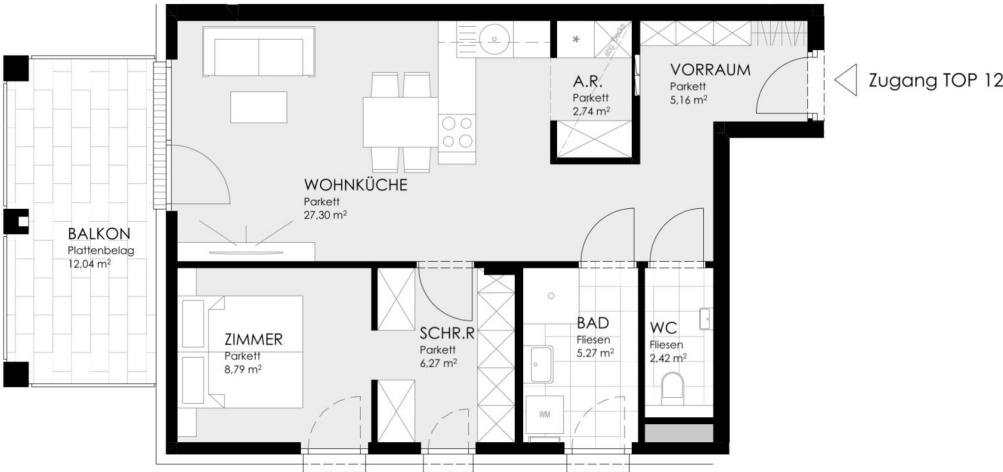 A.R.
Parkett
2,74 m²
abg. Decke
*
VORRAUM
Parkett
5,16 m²
Zugang TOP 12
WOHNKÜCHE
Parkett
27,30 m²
BALKON
Plattenbelag
12,04 m²
ZIMMER
Parkett
8,79 m²
SCHR.R
Parkett
6,27 m²
BAD
Fliesen
5,27 m²
WM
WC
Fliesen
2,42 m²